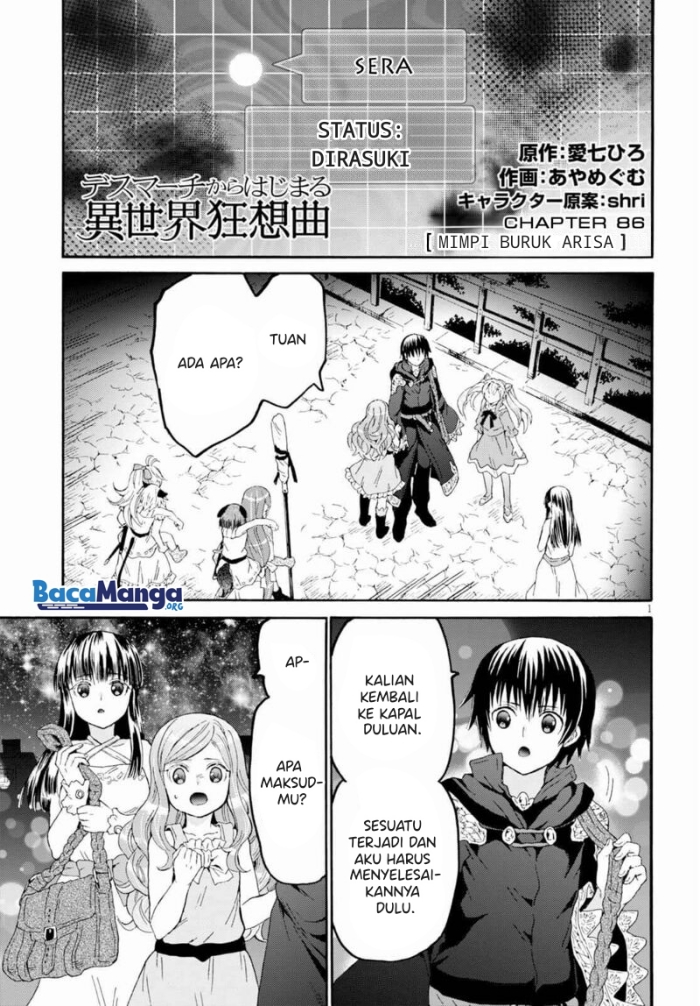 SERA
STATUS:
DIRASUKI
デスマーチからはじまる
異世界狂想曲
原作:愛七ひろ
作画:あやめぐむ
キャラクター原案:shri
CHAPTER 86
[ MIMPI BURUK ARISA ]
TUAN
ADA APA?
BacaManga
.ORG
1
KALIAN
KEMBALI
KE KAPAL
DULUAN.
SESUATU
TERJADI DAN
AKU HARUS
MENYELESAI-
KANNYA
DULU.
AP-
APA
MAKSUD-
MU?